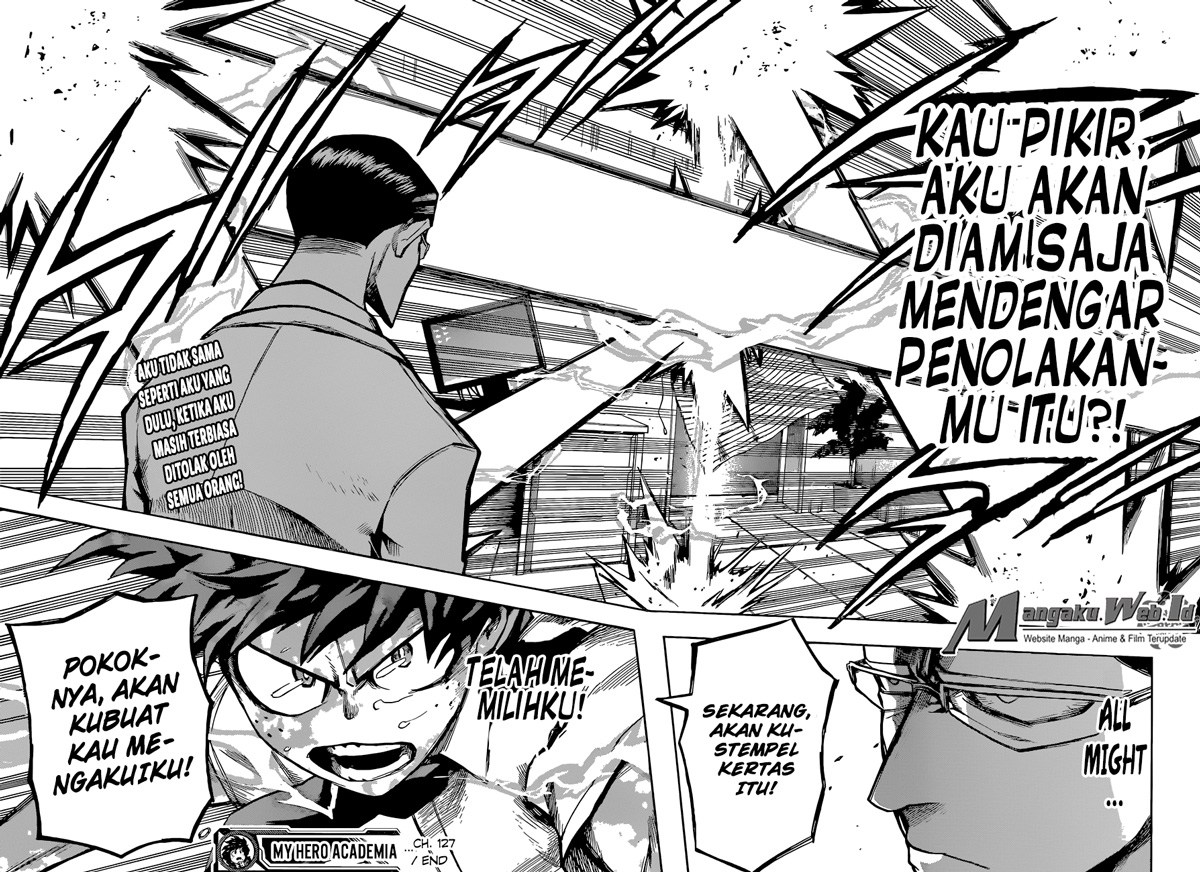 KAU PIKIR,
AKU AKAN
DIAM SAJA
MENDENGAR
PENOLAKAN-
MU ITU?!
AKU TIDAK SAMA
SEPERTI AKU YANG
DULU, KETIKA AKU
MASIH TERBIASA
DITOLAK OLEH
SEMUA ORANG!
Mangaku.Web.Id
Website Manga - Anime & Film Terupdate
ALL
MIGHT
...
SEKARANG,
AKAN KU-
STEMPEL
KERTAS
ITU!
TELAH ME-
MILIHKU!
POKOK-
NYA, AKAN
KUBUAT
KAU ME-
NGAKUIKU!
MY HERO ACADEMIA
...CH. 127
/ END